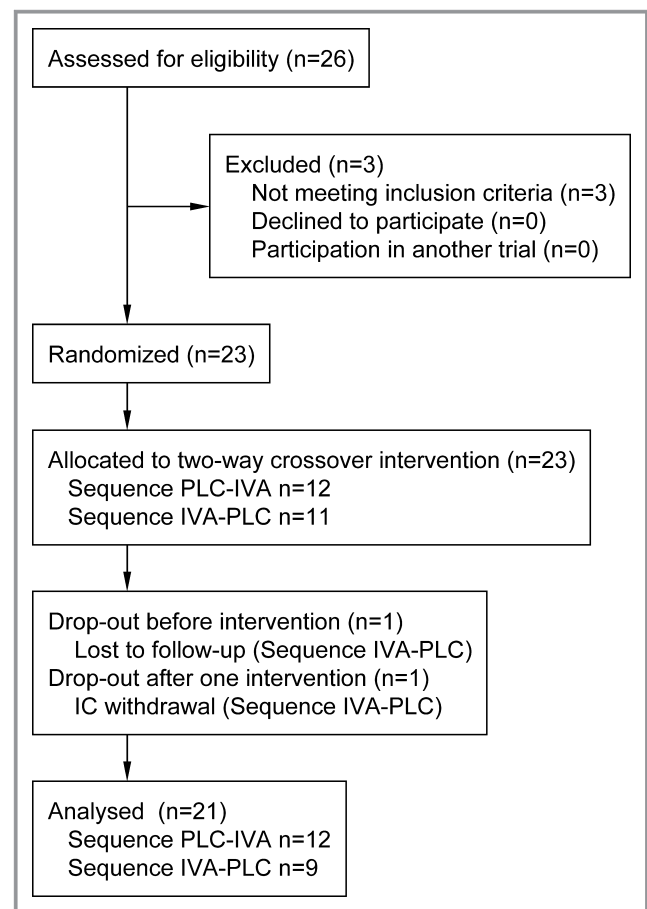 Assessed for eligibility (n=26)
Excluded (n=3)
Not meeting inclusion criteria (n=3)
Declined to participate (n=0)
Participation in another trial (n=0)
Randomized (n=23)
Allocated to two-way crossover intervention (n=23)
Sequence PLC-IVA n=12
Sequence IVA-PLC n=11
Drop-out before intervention (n=1)
Lost to follow-up (Sequence IVA-PLC)
Drop-out after one intervention (n=1)
IC withdrawal (Sequence IVA-PLC)
Analysed (n=21)
Sequence PLC-IVA n=12
Sequence IVA-PLC n=9